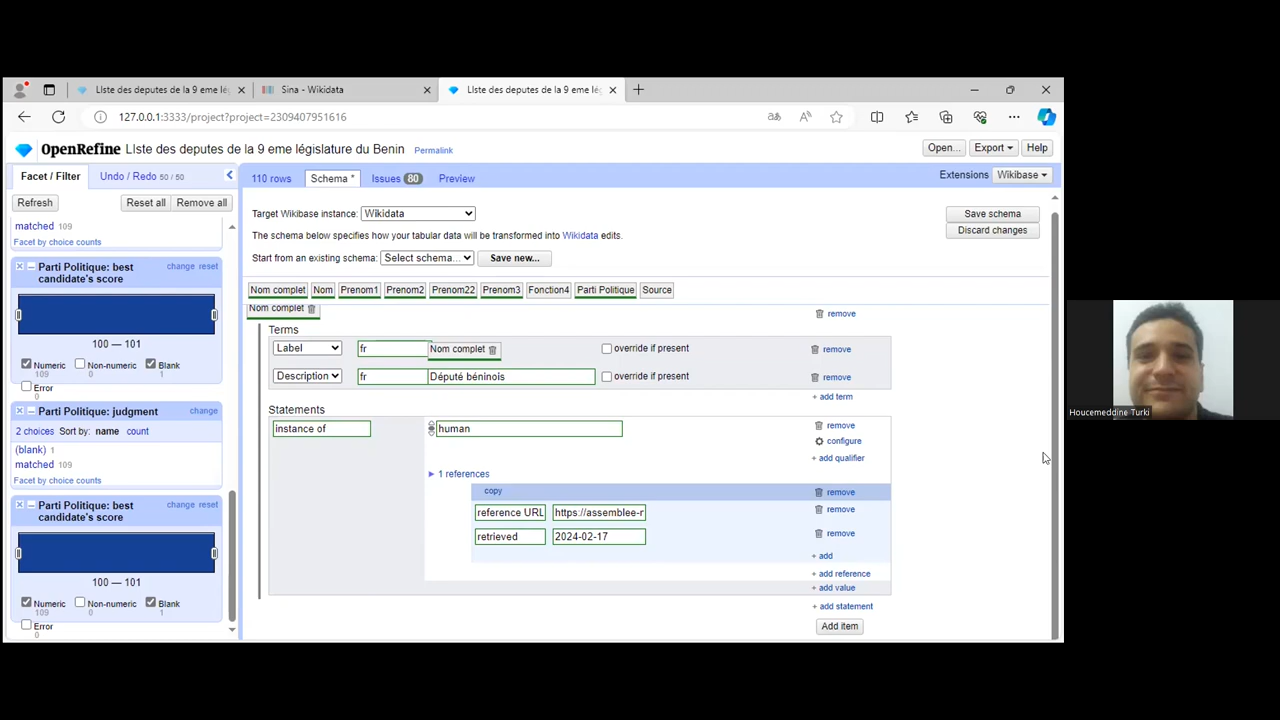 LIste des deputes de la 9 eme lé
Sina - Wikidata
LIste des deputes de la 9 eme lé
127.0.0.1:3333/project?project=2309407951616
OpenRefine LIste des deputes de la 9 eme législature du Benin Permalink
Open... Export Help
Facet / Filter Undo / Redo 50 / 50
110 rows Schema * Issues 80 Preview
Extensions Wikibase
Refresh Reset all Remove all
matched 109
Facet by choice counts
Parti Politique: best candidate's score change reset
100 — 101
Numeric 109 Non-numeric 0 Blank 1
Error 0
Parti Politique: judgment change
2 choices Sort by: name count
(blank) 1
matched 109
Facet by choice counts
Parti Politique: best candidate's score change reset
100 — 101
Numeric 109 Non-numeric 0 Blank 1
Error 0
Target Wikibase instance: Wikidata
Save schema
Discard changes
The schema below specifies how your tabular data will be transformed into Wikidata edits.
Start from an existing schema: Select schema... Save new...
Nom complet Nom Prenom1 Prenom2 Prenom22 Prenom3 Fonction4 Parti Politique Source
Nom complet remove
Terms
Label fr Nom complet override if present remove
Description fr Député béninois override if present remove
+ add term
Statements
instance of human remove
configure
+ add qualifier
1 references
copy remove
reference URL https://assemblee-r remove
retrieved 2024-02-17 remove
+ add
+ add reference
+ add value
+ add statement
Add item
Houcemeddine Turki